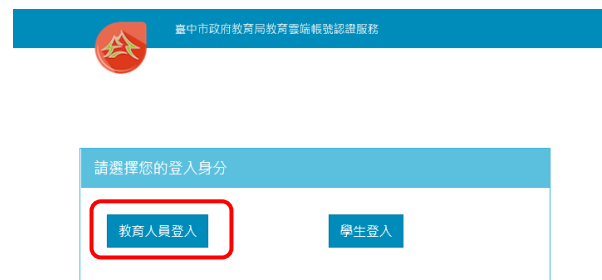 臺中市政府教育局教育雲端帳號認證服務
請選擇您的登入身分
教育人員登入
學生登入